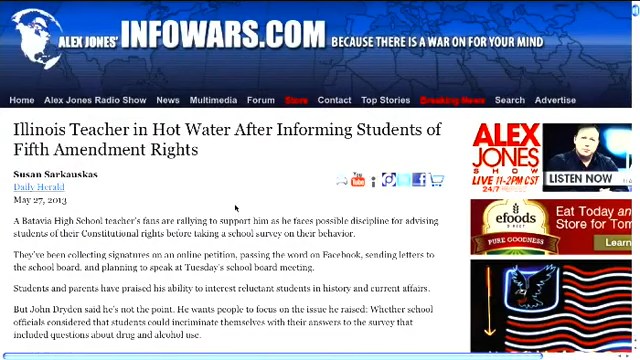 ALEX JONES' INFOWARS.COM BECAUSE THERE IS A WAR ON FOR YOUR MIND
Home Alex Jones Radio Show News Multimedia Forum Store Contact Top Stories Breaking News Search Advertise
Illinois Teacher in Hot Water After Informing Students of
Fifth Amendment Rights
Susan Sarkauskas
Daily Herald
May 27, 2013
A Batavia High School teacher's fans are rallying to support him as he faces possible discipline for advising
students of their Constitutional rights before taking a school survey on their behavior.
They've been collecting signatures on an online petition, passing the word on Facebook, sending letters to
the school board, and planning to speak at Tuesday's school board meeting.
Students and parents have praised his ability to interest reluctant students in history and current affairs.
But John Dryden said he's not the point. He wants people to focus on the issue he raised: Whether school
officials considered that students could incriminate themselves with their answers to the survey that
included questions about drug and alcohol use.
ALEX
JONES
SHOW
LIVE 11-2PM CST
24/7
LISTEN NOW
efoods
DIRECT
PURE GOODNESS
Eat Today an
Store for Tom
Learn